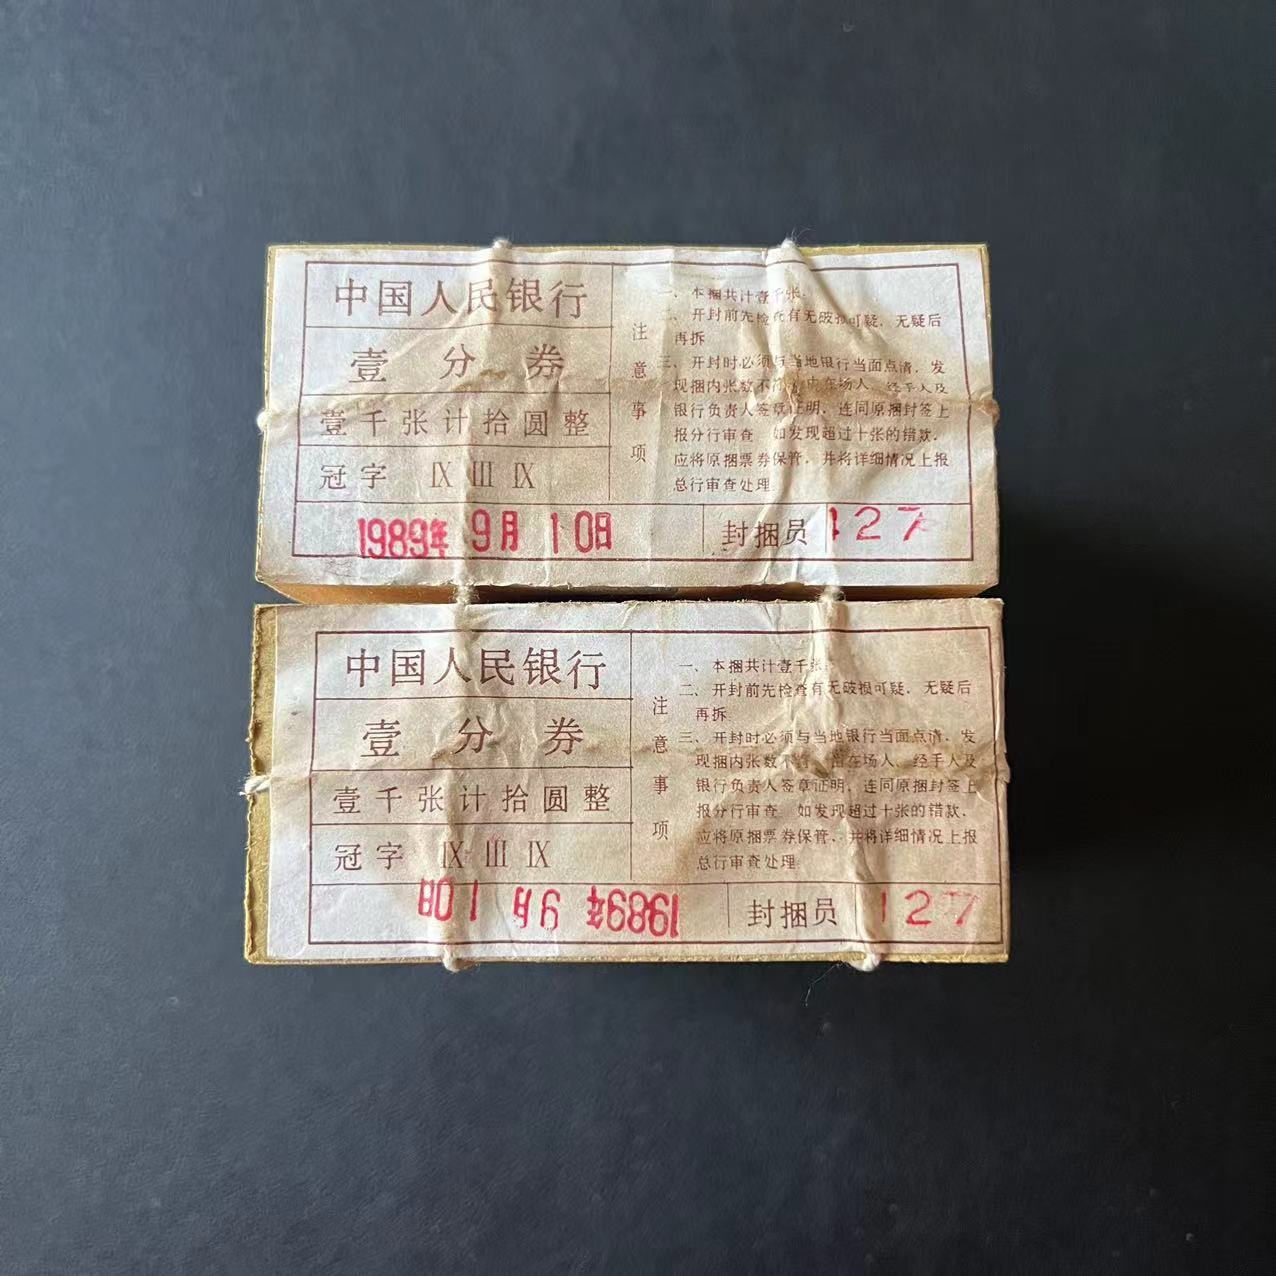 中国人民银行
壹分券
壹千张计拾圆整
冠字 Ⅸ Ⅲ Ⅸ
1989年 9月 10日
注意事项
一、本捆共计壹千张.
二、开封前先检查有无破损可疑．无疑后
再拆
三、开封时必须与当地银行当面点清，发
现捆内张数不 在场人、经手人及
银行负责人签章证明，连同原捆封签上
报分行审查 如发现超过十张的错款．
应将原捆票券保管，并将详细情况上报
总行审查处理
封捆员 127
中国人民银行
壹分券
壹千张计拾圆整
冠字 Ⅸ Ⅲ Ⅸ
1989年 9月 10日
注意事项
一、本捆共计壹千张.
二、开封前先检查有无破损可疑．无疑后
再拆
三、开封时必须与当地银行当面点清，发
现捆内张数不 在场人、经手人及
银行负责人签章证明，连同原捆封签上
报分行审查 如发现超过十张的错款．
应将原捆票券保管，并将详细情况上报
总行审查处理
封捆员 127